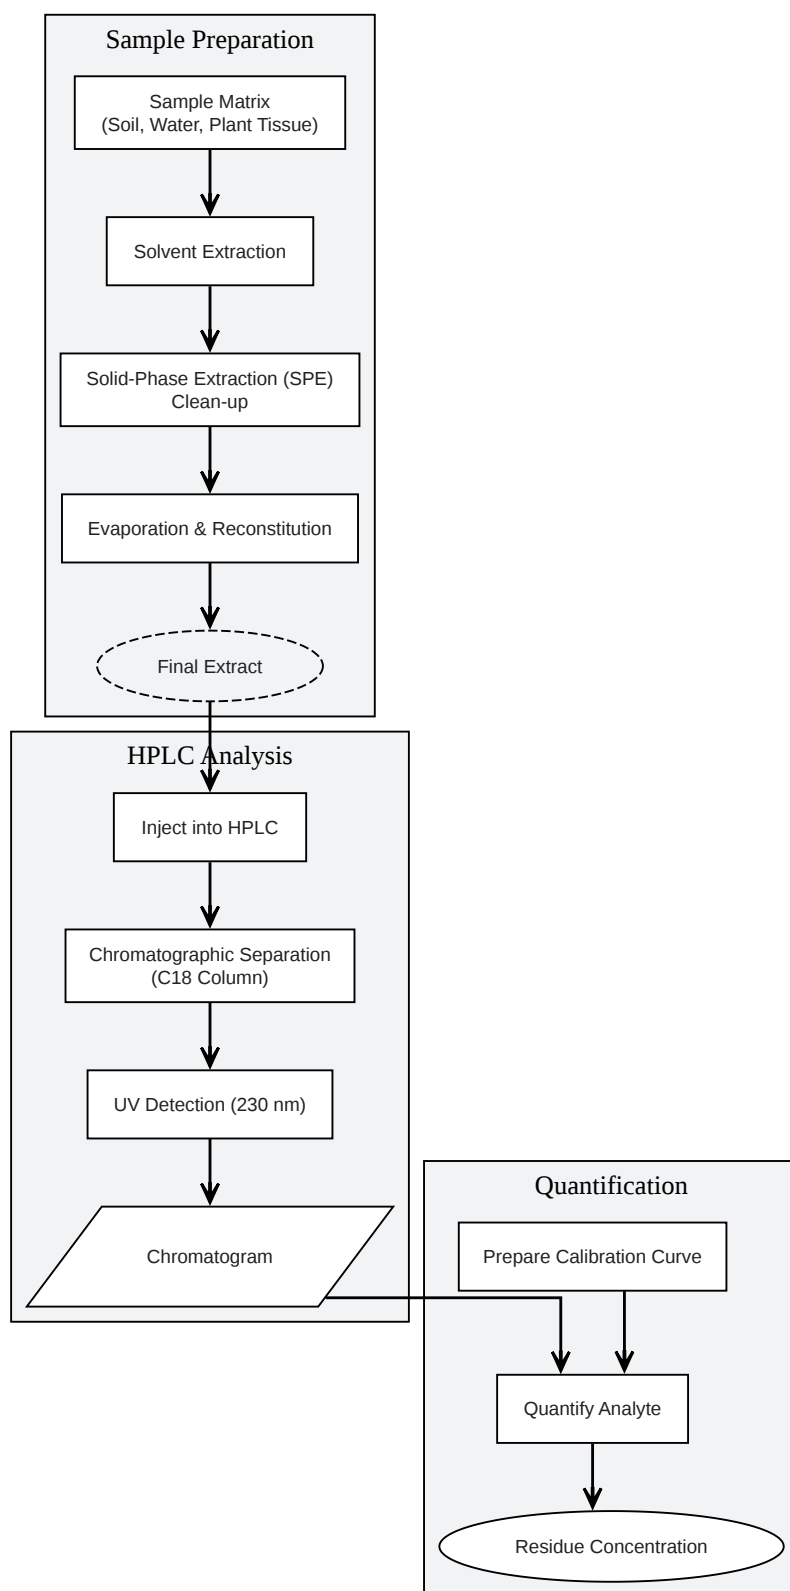 Sample Preparation
Sample Matrix
(Soil, Water, Plant Tissue)
Solvent Extraction
Solid-Phase Extraction (SPE)
Clean-up
Evaporation & Reconstitution
Final Extract
HPLC Analysis
Inject into HPLC
Chromatographic Separation
(C18 Column)
UV Detection (230 nm)
Chromatogram
Quantification
Prepare Calibration Curve
Quantify Analyte
Residue Concentration